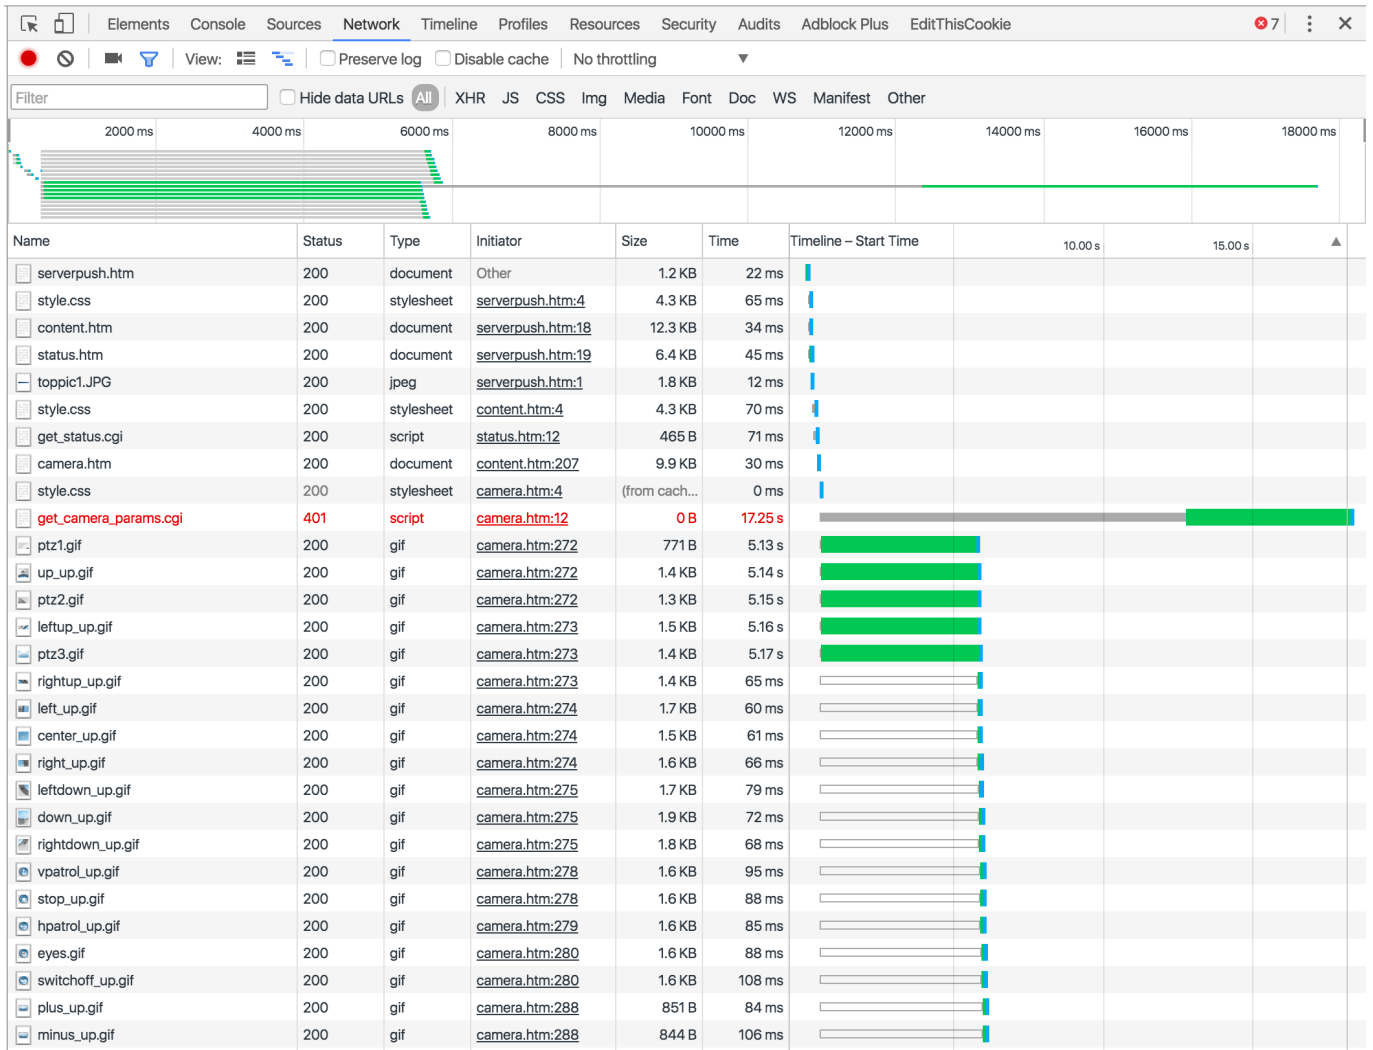 Elements Console Sources Network Timeline Profiles Resources Security Audits Adblock Plus EditThisCookie 7
View: Preserve log Disable cache No throttling
Filter Hide data URLs All XHR JS CSS Img Media Font Doc WS Manifest Other
2000 ms 4000 ms 6000 ms 8000 ms 10000 ms 12000 ms 14000 ms 16000 ms 18000 ms
Name Status Type Initiator Size Time Timeline – Start Time 10.00 s 15.00 s
serverpush.htm 200 document Other 1.2 KB 22 ms
style.css 200 stylesheet serverpush.htm:4 4.3 KB 65 ms
content.htm 200 document serverpush.htm:18 12.3 KB 34 ms
status.htm 200 document serverpush.htm:19 6.4 KB 45 ms
toppic1.JPG 200 jpeg serverpush.htm:1 1.8 KB 12 ms
style.css 200 stylesheet content.htm:4 4.3 KB 70 ms
get_status.cgi 200 script status.htm:12 465 B 71 ms
camera.htm 200 document content.htm:207 9.9 KB 30 ms
style.css 200 stylesheet camera.htm:4 (from cach... 0 ms
get_camera_params.cgi 401 script camera.htm:12 0 B 17.25 s
ptz1.gif 200 gif camera.htm:272 771 B 5.13 s
up_up.gif 200 gif camera.htm:272 1.4 KB 5.14 s
ptz2.gif 200 gif camera.htm:272 1.3 KB 5.15 s
leftup_up.gif 200 gif camera.htm:273 1.5 KB 5.16 s
ptz3.gif 200 gif camera.htm:273 1.4 KB 5.17 s
rightup_up.gif 200 gif camera.htm:273 1.4 KB 65 ms
left_up.gif 200 gif camera.htm:274 1.7 KB 60 ms
center_up.gif 200 gif camera.htm:274 1.5 KB 61 ms
right_up.gif 200 gif camera.htm:274 1.6 KB 66 ms
leftdown_up.gif 200 gif camera.htm:275 1.7 KB 79 ms
down_up.gif 200 gif camera.htm:275 1.9 KB 72 ms
rightdown_up.gif 200 gif camera.htm:275 1.8 KB 68 ms
vpatrol_up.gif 200 gif camera.htm:278 1.6 KB 95 ms
stop_up.gif 200 gif camera.htm:278 1.6 KB 88 ms
hpatrol_up.gif 200 gif camera.htm:279 1.6 KB 85 ms
eyes.gif 200 gif camera.htm:280 1.6 KB 88 ms
switchoff_up.gif 200 gif camera.htm:280 1.6 KB 108 ms
plus_up.gif 200 gif camera.htm:288 851 B 84 ms
minus_up.gif 200 gif camera.htm:288 844 B 106 ms